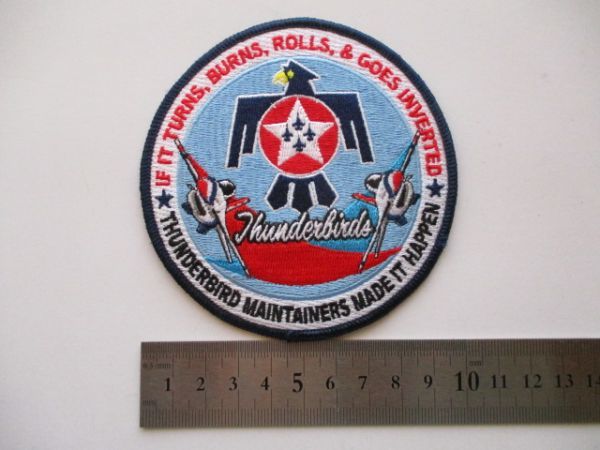 IF IT TURNS, BURNS, ROLLS, & GOES INVERTED
Thunderbirds
THUNDERBIRD MAINTAINERS MADE IT HAPPEN
1 2 3 4 5 6 7 8 9 10 11 12 13 14